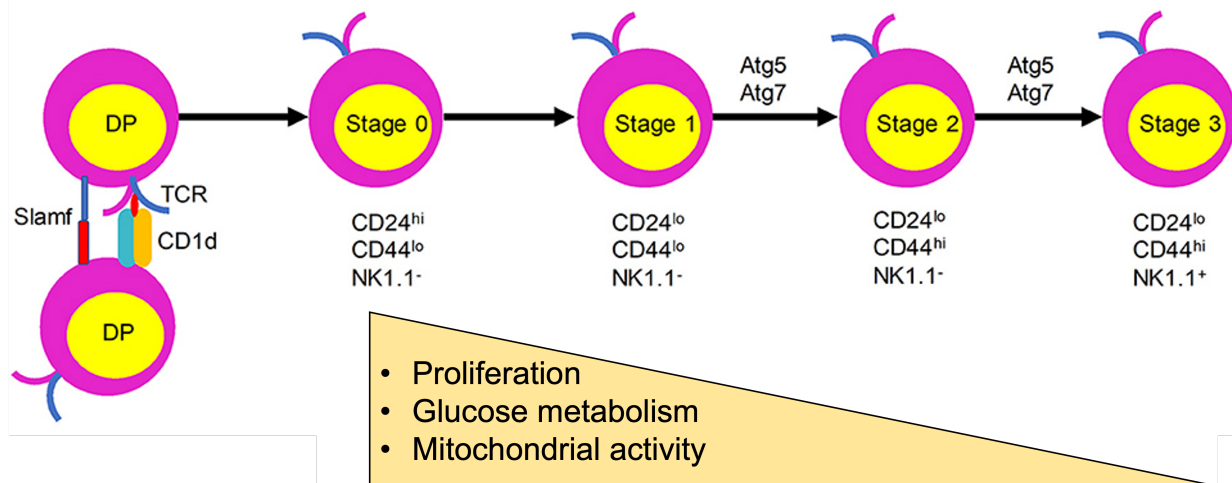 DP
Stage 0
Stage 1
Atg5
Atg7
Stage 2
Atg5
Atg7
Stage 3
Slamf
TCR
CD1d
DP
CD24hi
CD44lo
NK1.1-
CD24lo
CD44lo
NK1.1-
CD24lo
CD44hi
NK1.1-
CD24lo
CD44hi
NK1.1+
• Proliferation
• Glucose metabolism
• Mitochondrial activity